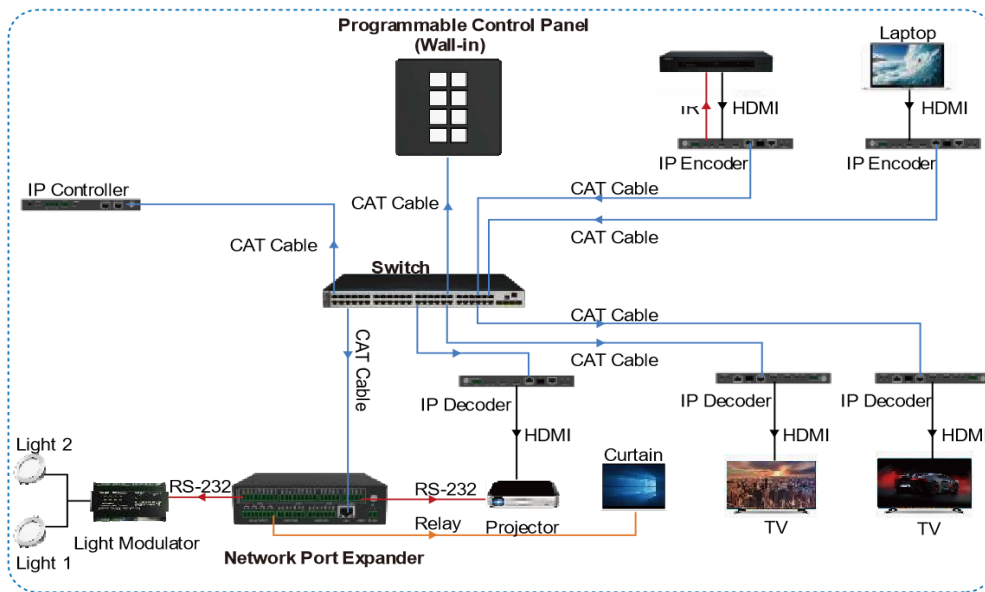 Programmable Control Panel
(Wall-in)
Laptop
IR
HDMI
HDMI
IP Encoder
IP Encoder
IP Controller
CAT Cable
CAT Cable
CAT Cable
CAT Cable
Switch
CAT Cable
CAT Cable
CAT Cable
IP Decoder
IP Decoder
IP Decoder
HDMI
HDMI
HDMI
Light 2
Curtain
RS-232
RS-232
Relay
Light Modulator
Projector
TV
TV
Light 1
Network Port Expander